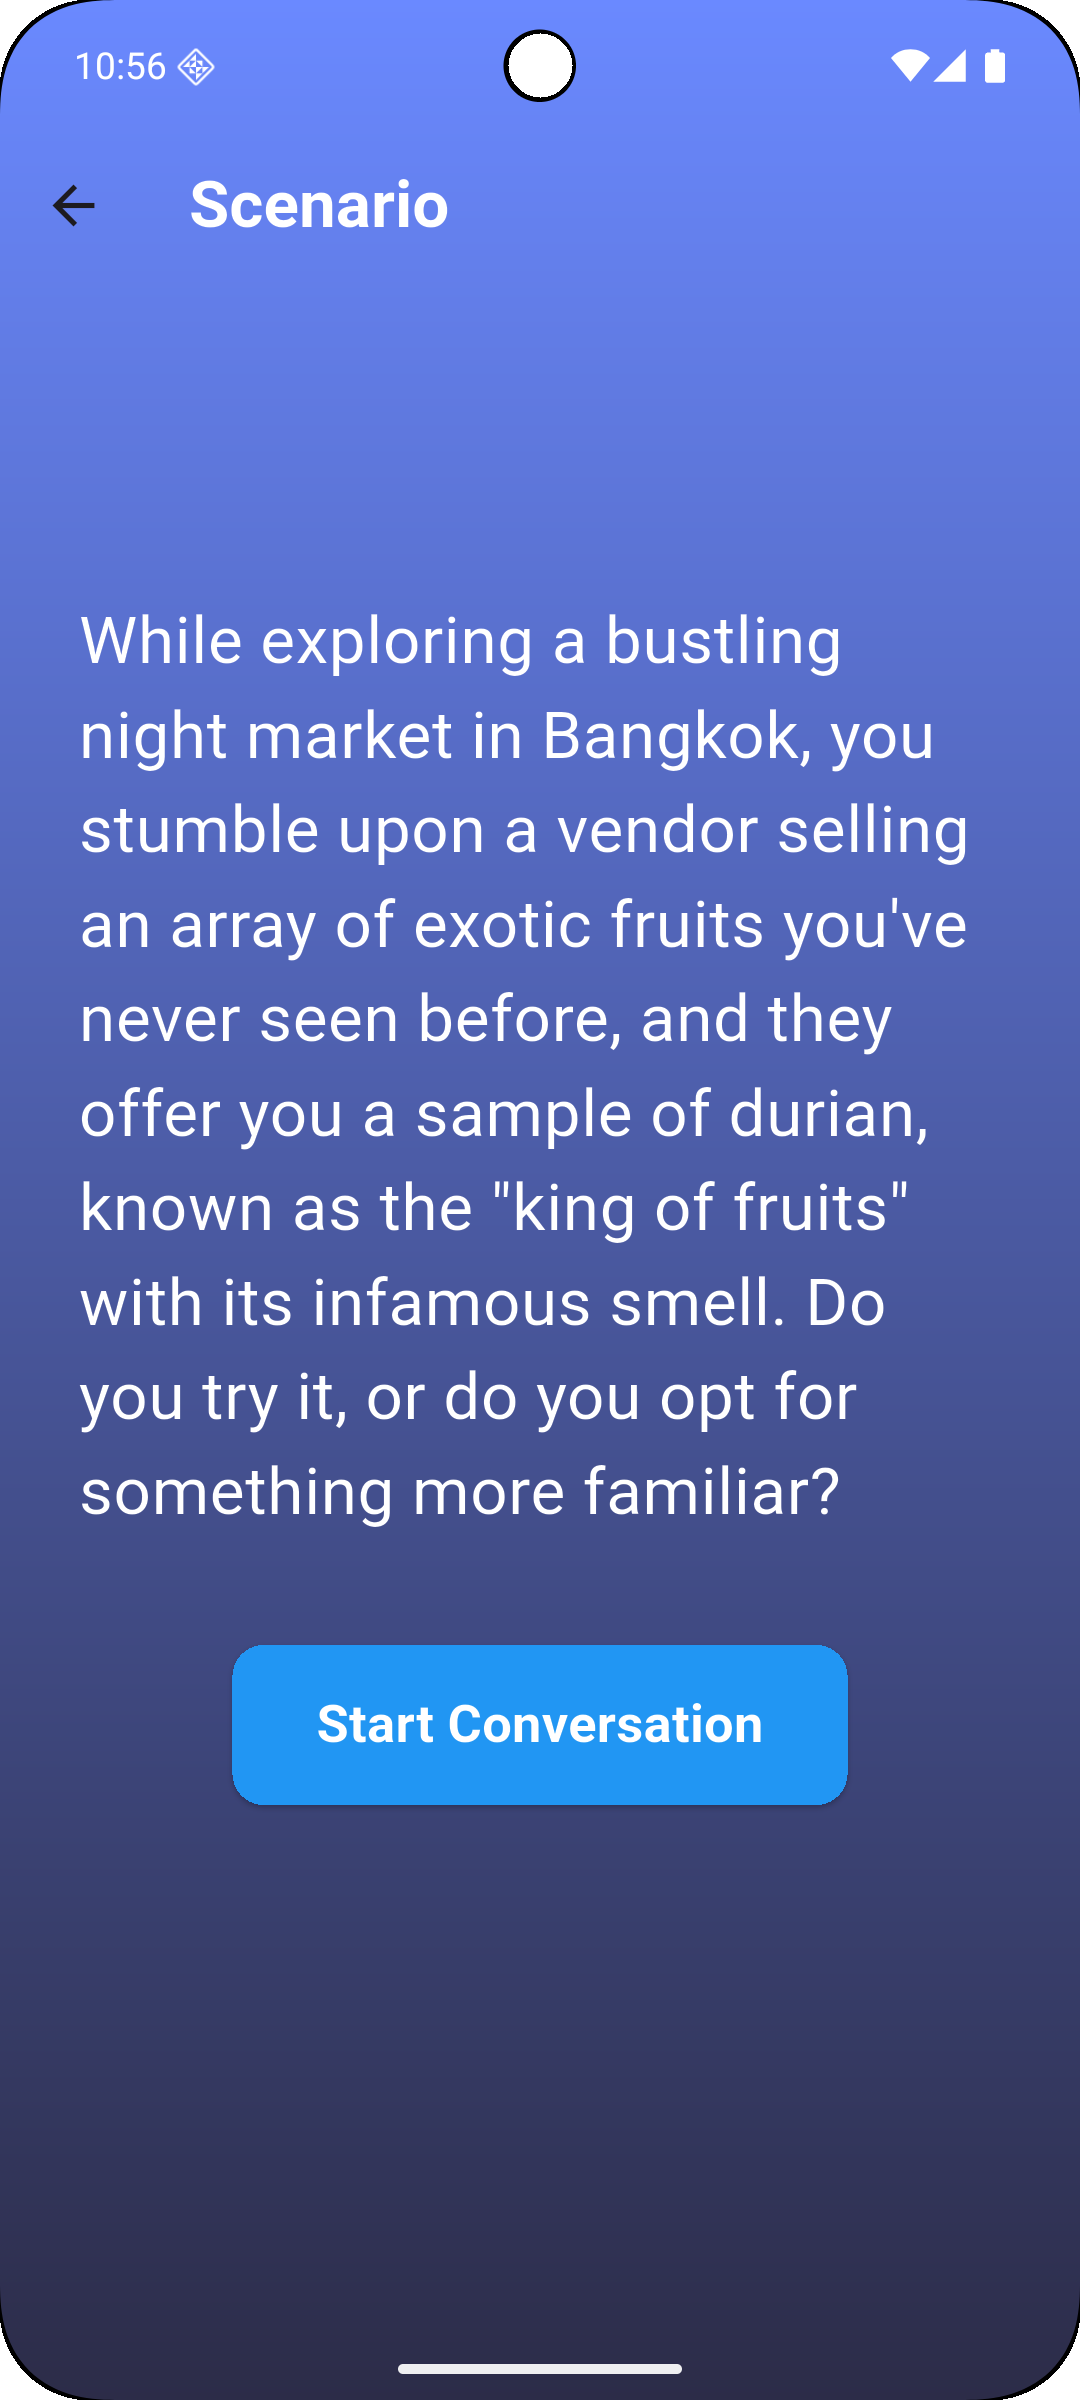 10:56
Scenario
While exploring a bustling
night market in Bangkok, you
stumble upon a vendor selling
an array of exotic fruits you've
never seen before, and they
offer you a sample of durian,
known as the "king of fruits"
with its infamous smell. Do
you try it, or do you opt for
something more familiar?
Start Conversation